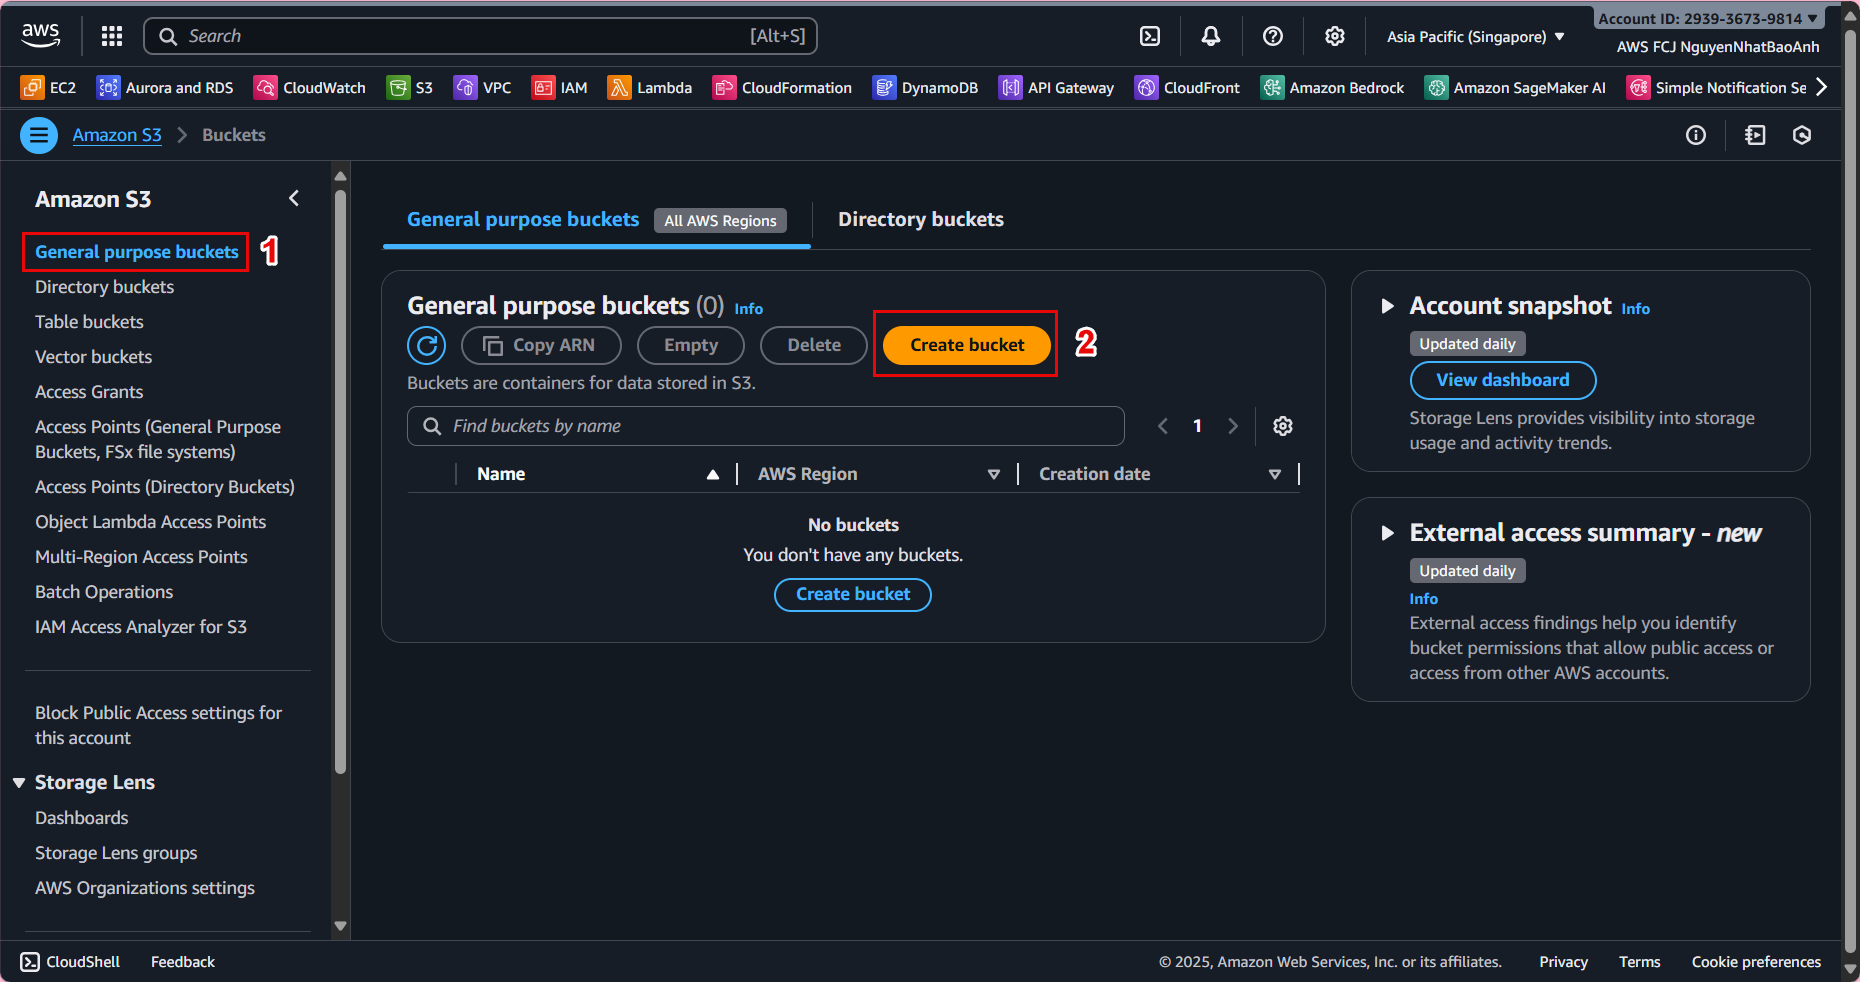 aws
Search
[Alt+S]
Asia Pacific (Singapore)
Account ID: 2939-3673-9814
AWS FCJ NguyenNhatBaoAnh
EC2
Aurora and RDS
CloudWatch
S3
VPC
IAM
Lambda
CloudFormation
DynamoDB
API Gateway
CloudFront
Amazon Bedrock
Amazon SageMaker AI
Simple Notification Se
Amazon S3
Buckets
Amazon S3
General purpose buckets
1
Directory buckets
Table buckets
Vector buckets
Access Grants
Access Points (General Purpose
Buckets, FSx file systems)
Access Points (Directory Buckets)
Object Lambda Access Points
Multi-Region Access Points
Batch Operations
IAM Access Analyzer for S3
Block Public Access settings for
this account
Storage Lens
Dashboards
Storage Lens groups
AWS Organizations settings
General purpose buckets
All AWS Regions
Directory buckets
General purpose buckets (0) Info
Copy ARN
Empty
Delete
Create bucket
2
Buckets are containers for data stored in S3.
Find buckets by name
1
Name
AWS Region
Creation date
No buckets
You don't have any buckets.
Create bucket
Account snapshot Info
Updated daily
View dashboard
Storage Lens provides visibility into storage
usage and activity trends.
External access summary - new
Updated daily
Info
External access findings help you identify
bucket permissions that allow public access or
access from other AWS accounts.
CloudShell
Feedback
© 2025, Amazon Web Services, Inc. or its affiliates.
Privacy
Terms
Cookie preferences